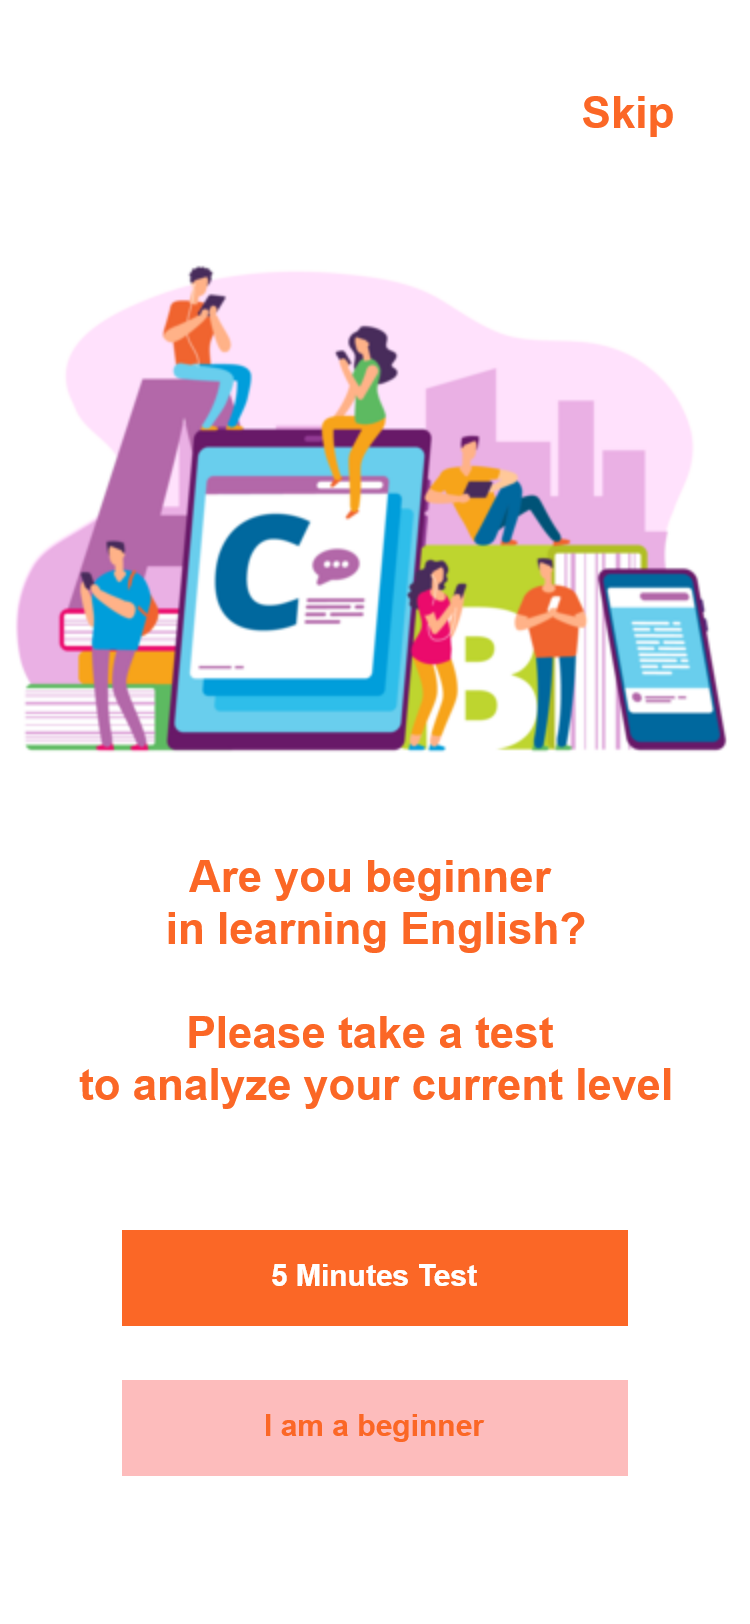 Skip
A
C
B
Are you beginner
in learning English?
Please take a test
to analyze your current level
5 Minutes Test
I am a beginner